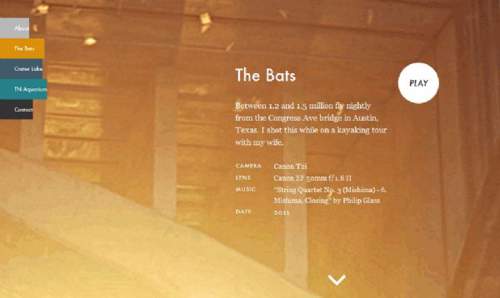 About
The Bats
Crater Lake
TN Aquarium
Contact
The Bats
PLAY
Between 1.2 and 1.5 million fly nightly
from the Congress Ave bridge in Austin,
Texas. I shot this while on a kayaking tour
with my wife.
CAMERA Canon T2i
LENS Canon EF 50mm f/1.8 II
MUSIC "String Quartet No. 3 (Mishima) - 6.
Mishima, Closing" by Philip Glass
DATE 2011